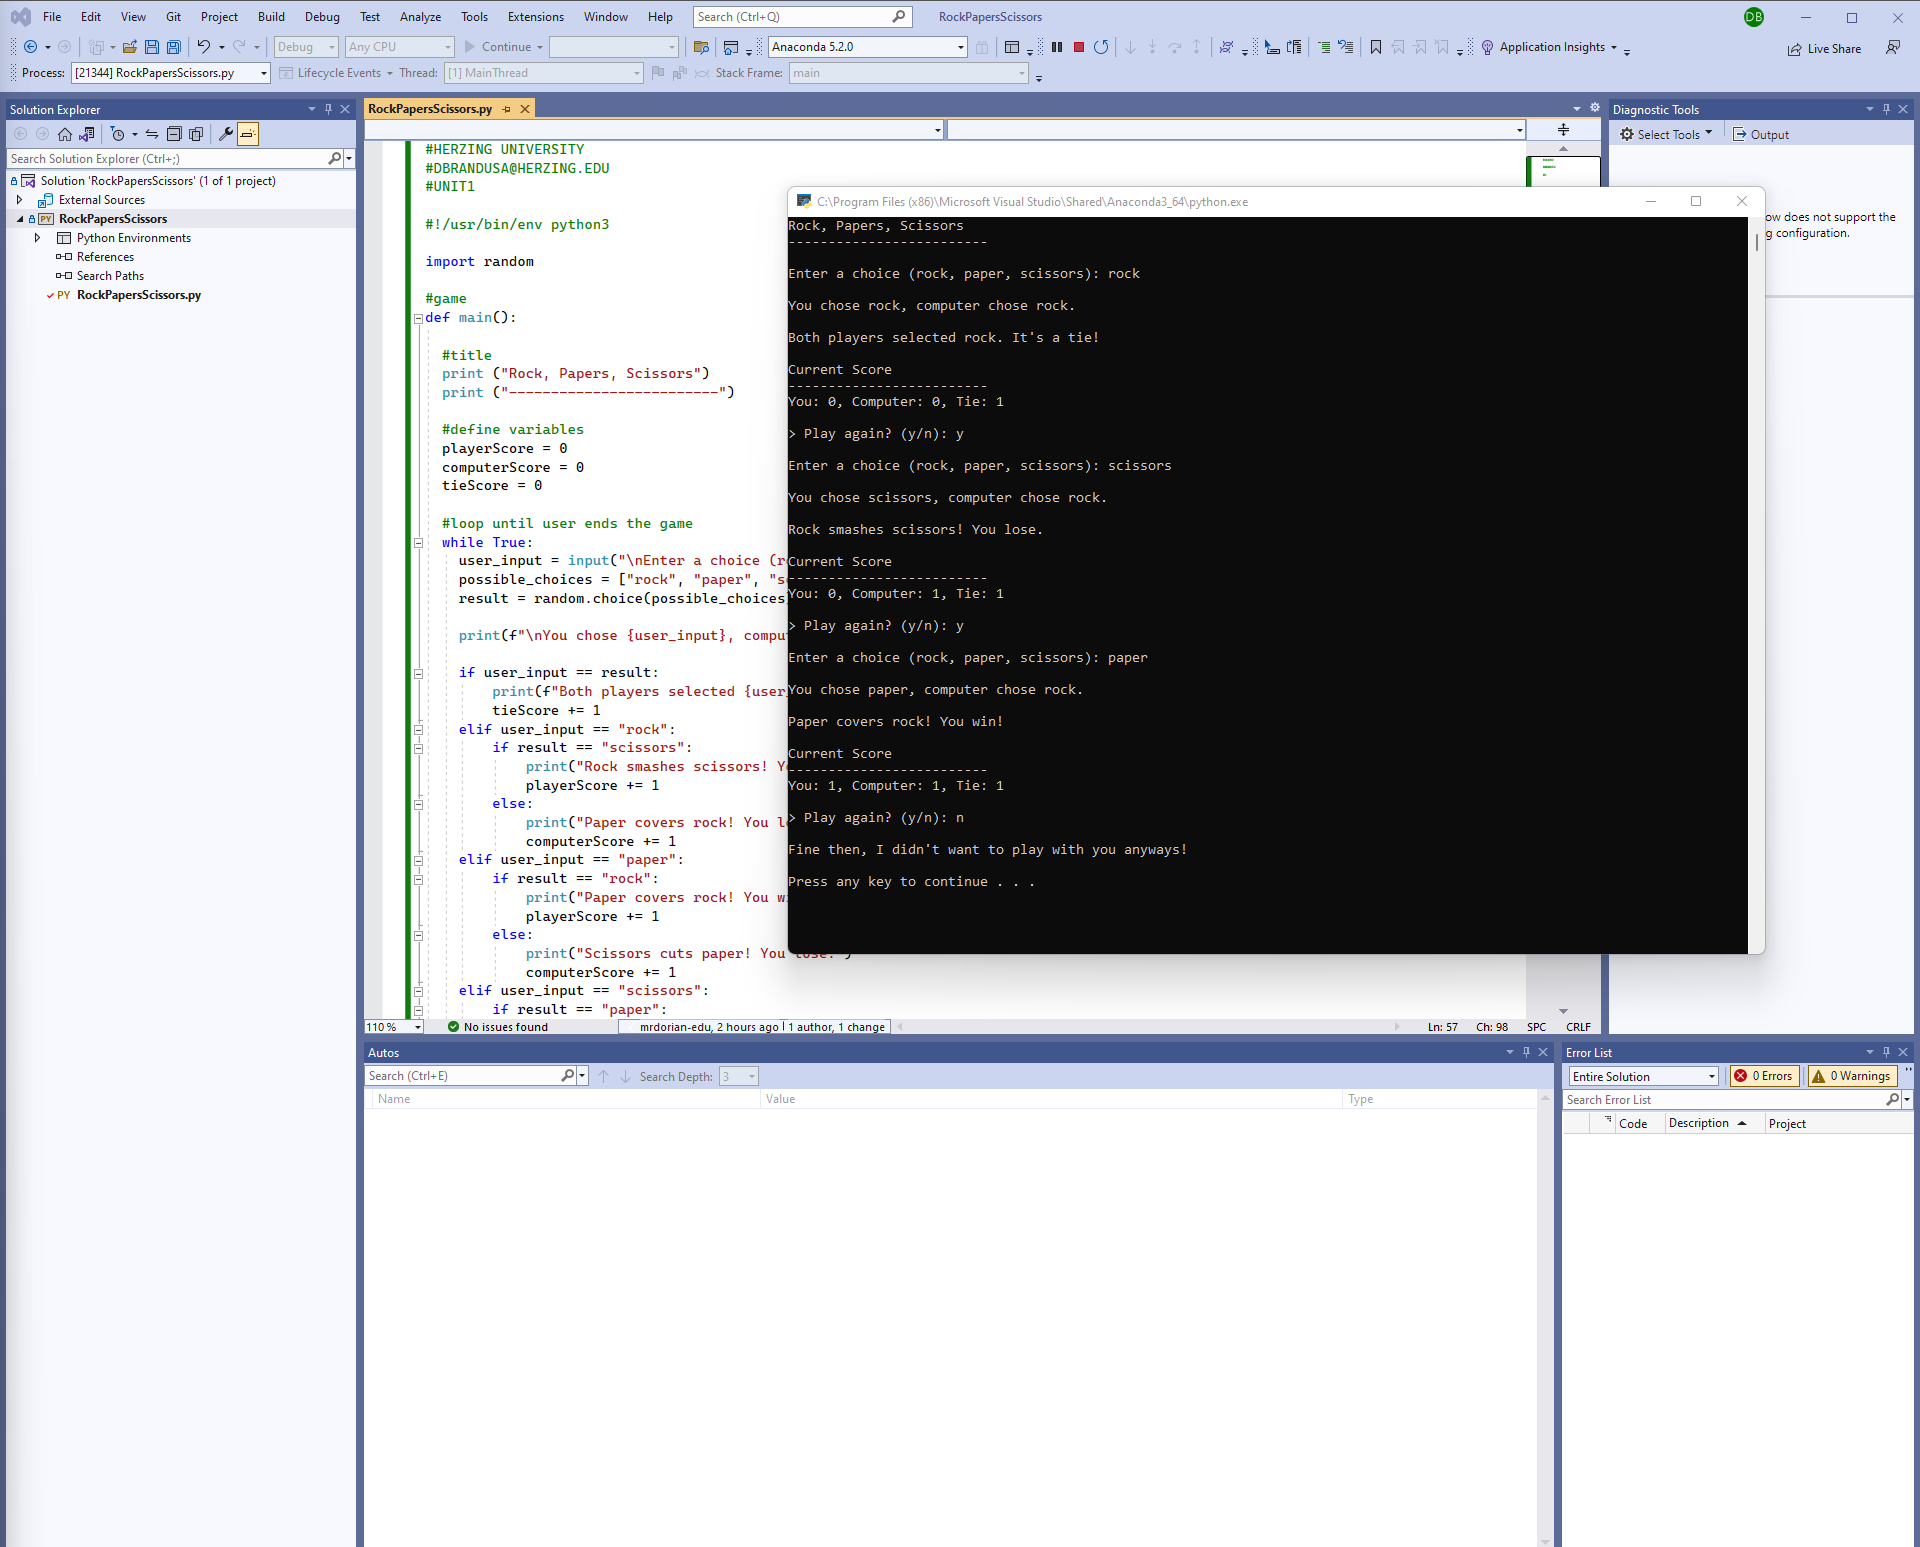 File Edit View Git Project Build Debug Test Analyze Tools Extensions Window Help Search (Ctrl+Q) RockPapersScissors DB
Debug Any CPU Continue Anaconda 5.2.0 Application Insights Live Share
Process: [21344] RockPapersScissors.py Lifecycle Events Thread: [1] MainThread Stack Frame: main
Solution Explorer
Search Solution Explorer (Ctrl+;)
Solution 'RockPapersScissors' (1 of 1 project)
External Sources
PY RockPapersScissors
Python Environments
References
Search Paths
PY RockPapersScissors.py
RockPapersScissors.py
#HERZING UNIVERSITY
#DBRANDUSA@HERZING.EDU
#UNIT1
#!/usr/bin/env python3
import random
#game
def main():
#title
print ("Rock, Papers, Scissors")
print ("-------------------------")
#define variables
playerScore = 0
computerScore = 0
tieScore = 0
#loop until user ends the game
while True:
user_input = input("\nEnter a choice (r
possible_choices = ["rock", "paper", "s
result = random.choice(possible_choices
print(f"\nYou chose {user_input}, compu
if user_input == result:
print(f"Both players selected {user
tieScore += 1
elif user_input == "rock":
if result == "scissors":
print("Rock smashes scissors! Y
playerScore += 1
else:
print("Paper covers rock! You l
computerScore += 1
elif user_input == "paper":
if result == "rock":
print("Paper covers rock! You w
playerScore += 1
else:
print("Scissors cuts paper! You lose.")
computerScore += 1
elif user_input == "scissors":
if result == "paper":
110 % No issues found mrdorian-edu, 2 hours ago | 1 author, 1 change Ln: 57 Ch: 98 SPC CRLF
C:\Program Files (x86)\Microsoft Visual Studio\Shared\Anaconda3_64\python.exe
Rock, Papers, Scissors
-------------------------
Enter a choice (rock, paper, scissors): rock
You chose rock, computer chose rock.
Both players selected rock. It's a tie!
Current Score
-------------------------
You: 0, Computer: 0, Tie: 1
> Play again? (y/n): y
Enter a choice (rock, paper, scissors): scissors
You chose scissors, computer chose rock.
Rock smashes scissors! You lose.
Current Score
-------------------------
You: 0, Computer: 1, Tie: 1
> Play again? (y/n): y
Enter a choice (rock, paper, scissors): paper
You chose paper, computer chose rock.
Paper covers rock! You win!
Current Score
-------------------------
You: 1, Computer: 1, Tie: 1
> Play again? (y/n): n
Fine then, I didn't want to play with you anyways!
Press any key to continue . . .
Diagnostic Tools
Select Tools Output
ow does not support the
g configuration.
Autos
Search (Ctrl+E) Search Depth: 3
Name Value Type
Error List
Entire Solution 0 Errors 0 Warnings
Search Error List
Code Description Project